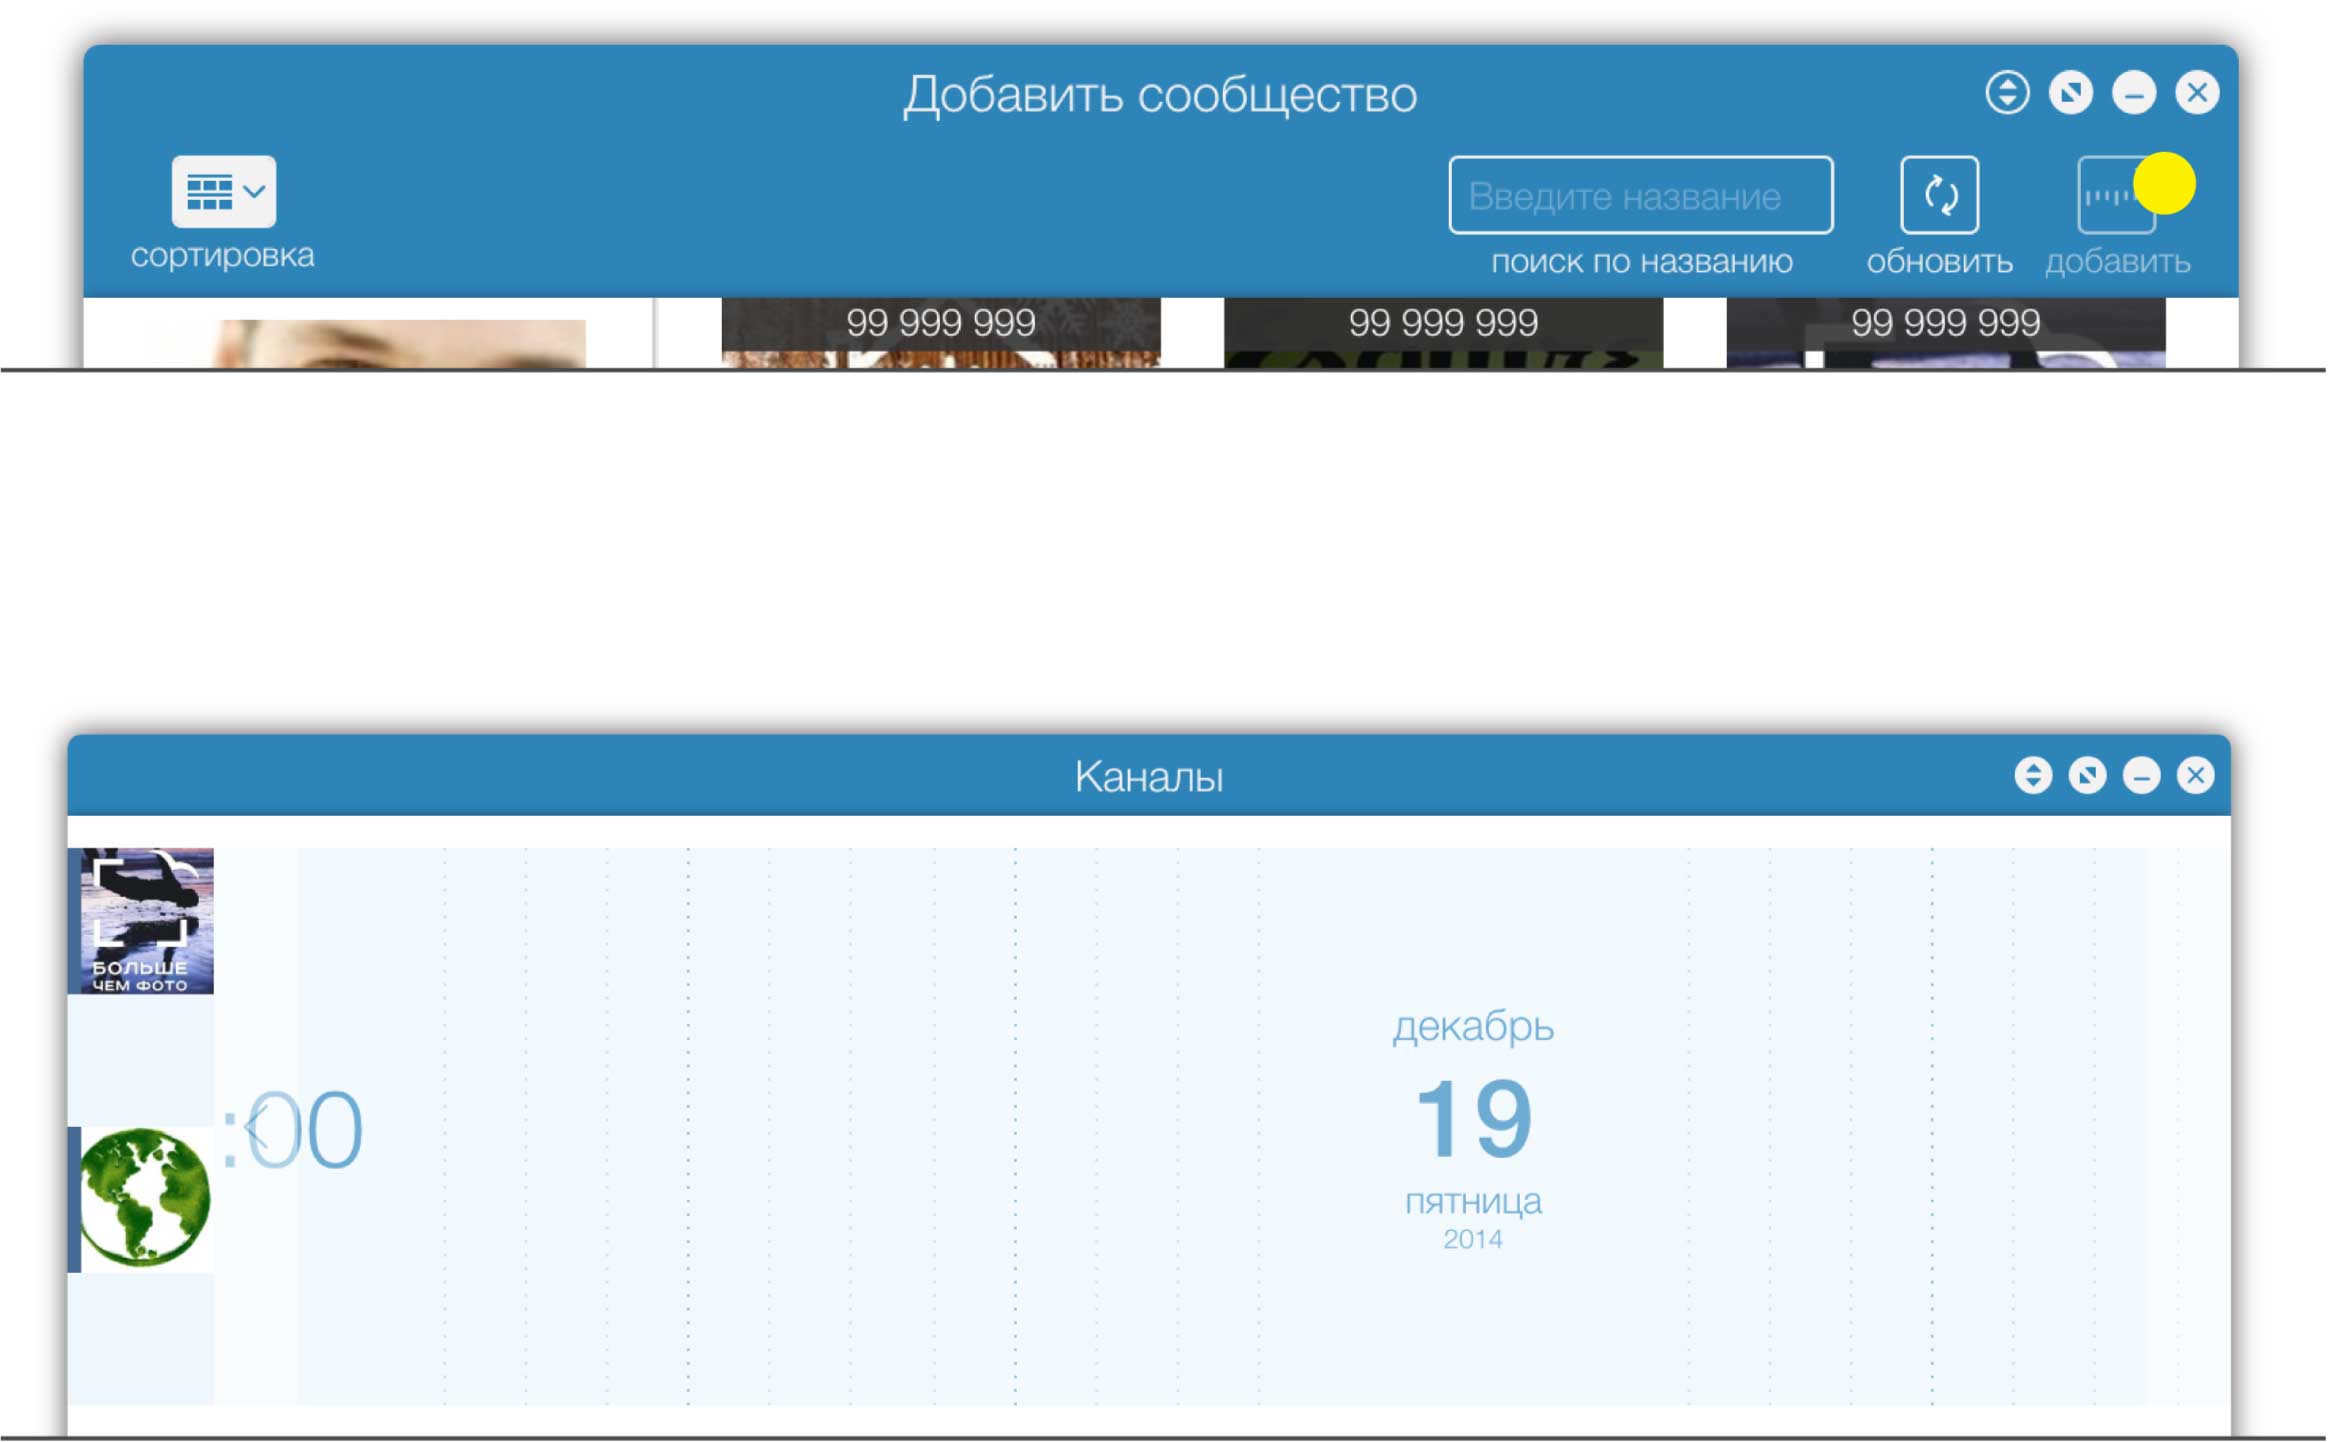 Добавить сообщество
Введите название
сортировка
поиск по названию
обновить
добавить
99 999 999
99 999 999
99 999 999
Каналы
БОЛЬШЕ
ЧЕМ ФОТО
:00
декабрь
19
пятница
2014